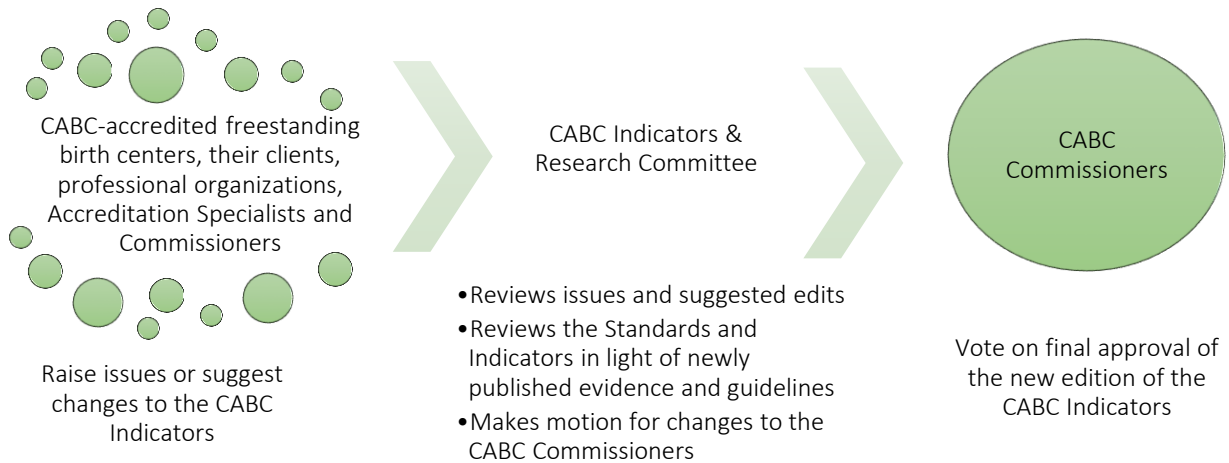 CABC-accredited freestanding
birth centers, their clients,
professional organizations,
Accreditation Specialists and
Commissioners
Raise issues or suggest
changes to the CABC
Indicators
CABC Indicators &
Research Committee
•Reviews issues and suggested edits
•Reviews the Standards and
Indicators in light of newly
published evidence and guidelines
•Makes motion for changes to the
CABC Commissioners
CABC
Commissioners
Vote on final approval of
the new edition of the
CABC Indicators